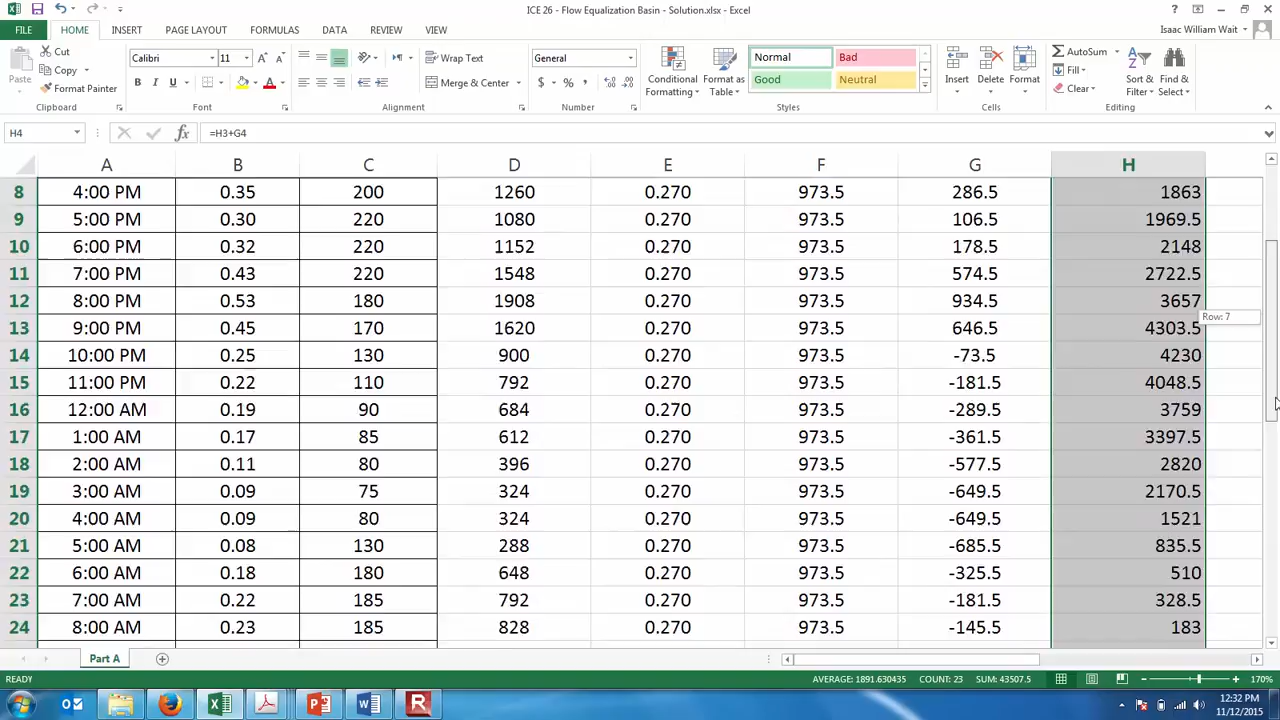 ICE 26 - Flow Equalization Basin - Solution.xlsx - Excel
FILE HOME INSERT PAGE LAYOUT FORMULAS DATA REVIEW VIEW Isaac William Wait
Paste Cut Copy Format Painter Clipboard
Calibri 11 B I U A Font
Wrap Text Merge & Center Alignment
General $ % Number
Conditional Formatting Format as Table Normal Bad Good Neutral Styles
Insert Delete Format Cells
AutoSum Fill Clear Sort & Filter Find & Select Editing
H4 fx =H3+G4
A B C D E F G H
8 4:00 PM 0.35 200 1260 0.270 973.5 286.5 1863
9 5:00 PM 0.30 220 1080 0.270 973.5 106.5 1969.5
10 6:00 PM 0.32 220 1152 0.270 973.5 178.5 2148
11 7:00 PM 0.43 220 1548 0.270 973.5 574.5 2722.5
12 8:00 PM 0.53 180 1908 0.270 973.5 934.5 3657
13 9:00 PM 0.45 170 1620 0.270 973.5 646.5 4303.5 Row: 7
14 10:00 PM 0.25 130 900 0.270 973.5 -73.5 4230
15 11:00 PM 0.22 110 792 0.270 973.5 -181.5 4048.5
16 12:00 AM 0.19 90 684 0.270 973.5 -289.5 3759
17 1:00 AM 0.17 85 612 0.270 973.5 -361.5 3397.5
18 2:00 AM 0.11 80 396 0.270 973.5 -577.5 2820
19 3:00 AM 0.09 75 324 0.270 973.5 -649.5 2170.5
20 4:00 AM 0.09 80 324 0.270 973.5 -649.5 1521
21 5:00 AM 0.08 130 288 0.270 973.5 -685.5 835.5
22 6:00 AM 0.18 180 648 0.270 973.5 -325.5 510
23 7:00 AM 0.22 185 792 0.270 973.5 -181.5 328.5
24 8:00 AM 0.23 185 828 0.270 973.5 -145.5 183
Part A
READY AVERAGE: 1891.630435 COUNT: 23 SUM: 43507.5 170%
12:32 PM
11/12/2015